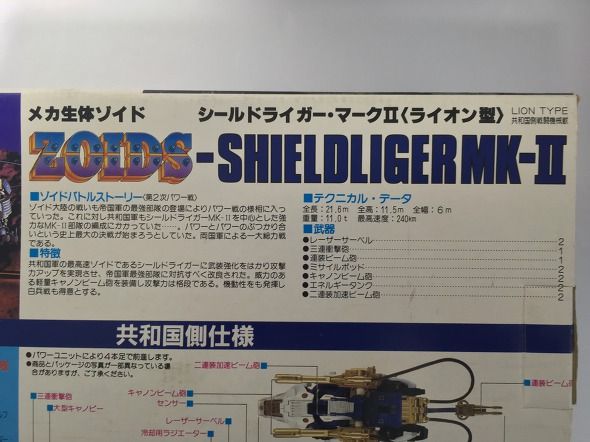 メカ生体ゾイド シールドライガー・マークⅡ〈ライオン型〉 LION TYPE
共和国側戦闘機械獣
ZOIDS-SHIELDLIGERMK-II
■ゾイドバトルストーリー(第2次パワー戦)
ゾイド大陸の戦いも帝国軍の最強部隊の登場によりパワー戦の様相に入っ
ていった。これに対し共和国軍もシールドライガーMK-Ⅱを中心とした強
力なMK-Ⅱ部隊の編成にかかっていた……。パワーとパワーのぶつかり合
いという史上最大の決戦が始まろうとしていた。両国軍による一大総力戦
である。
■特徴
共和国軍の最高速ゾイドであるシールドライガーに武装強化をはかり攻撃
力アップを実現させ、帝国軍最強部隊に対抗すべく改良された。威力のあ
る軽量キャノンビーム砲を装備し攻撃力は格段である。機動性をも発揮し
白兵戦も得意とする。
■テクニカル・データ
全長:21.6m 全高:11.5m 全幅:6m
重量:11.0t 最高速度:240km
■武器
●レーザーサーベル 2
●三連衝撃砲 1
●連装ビーム砲 1
●ミサイルポッド 2
●キャノンビーム砲 2
●エネルギータンク 2
●二連装加速ビーム砲 2
共和国側仕様
●パワーユニットにより4本足で前進します。
●商品とパッケージの写真が一部異なっている場
合がありますが、ご了承ください。
二連装加速ビーム砲■
■連装ビーム
キャノンビーム砲■
センサー■
■三連衝撃砲
■大型キャノピー
レーザーサーベル■
冷却用ラジエーター■